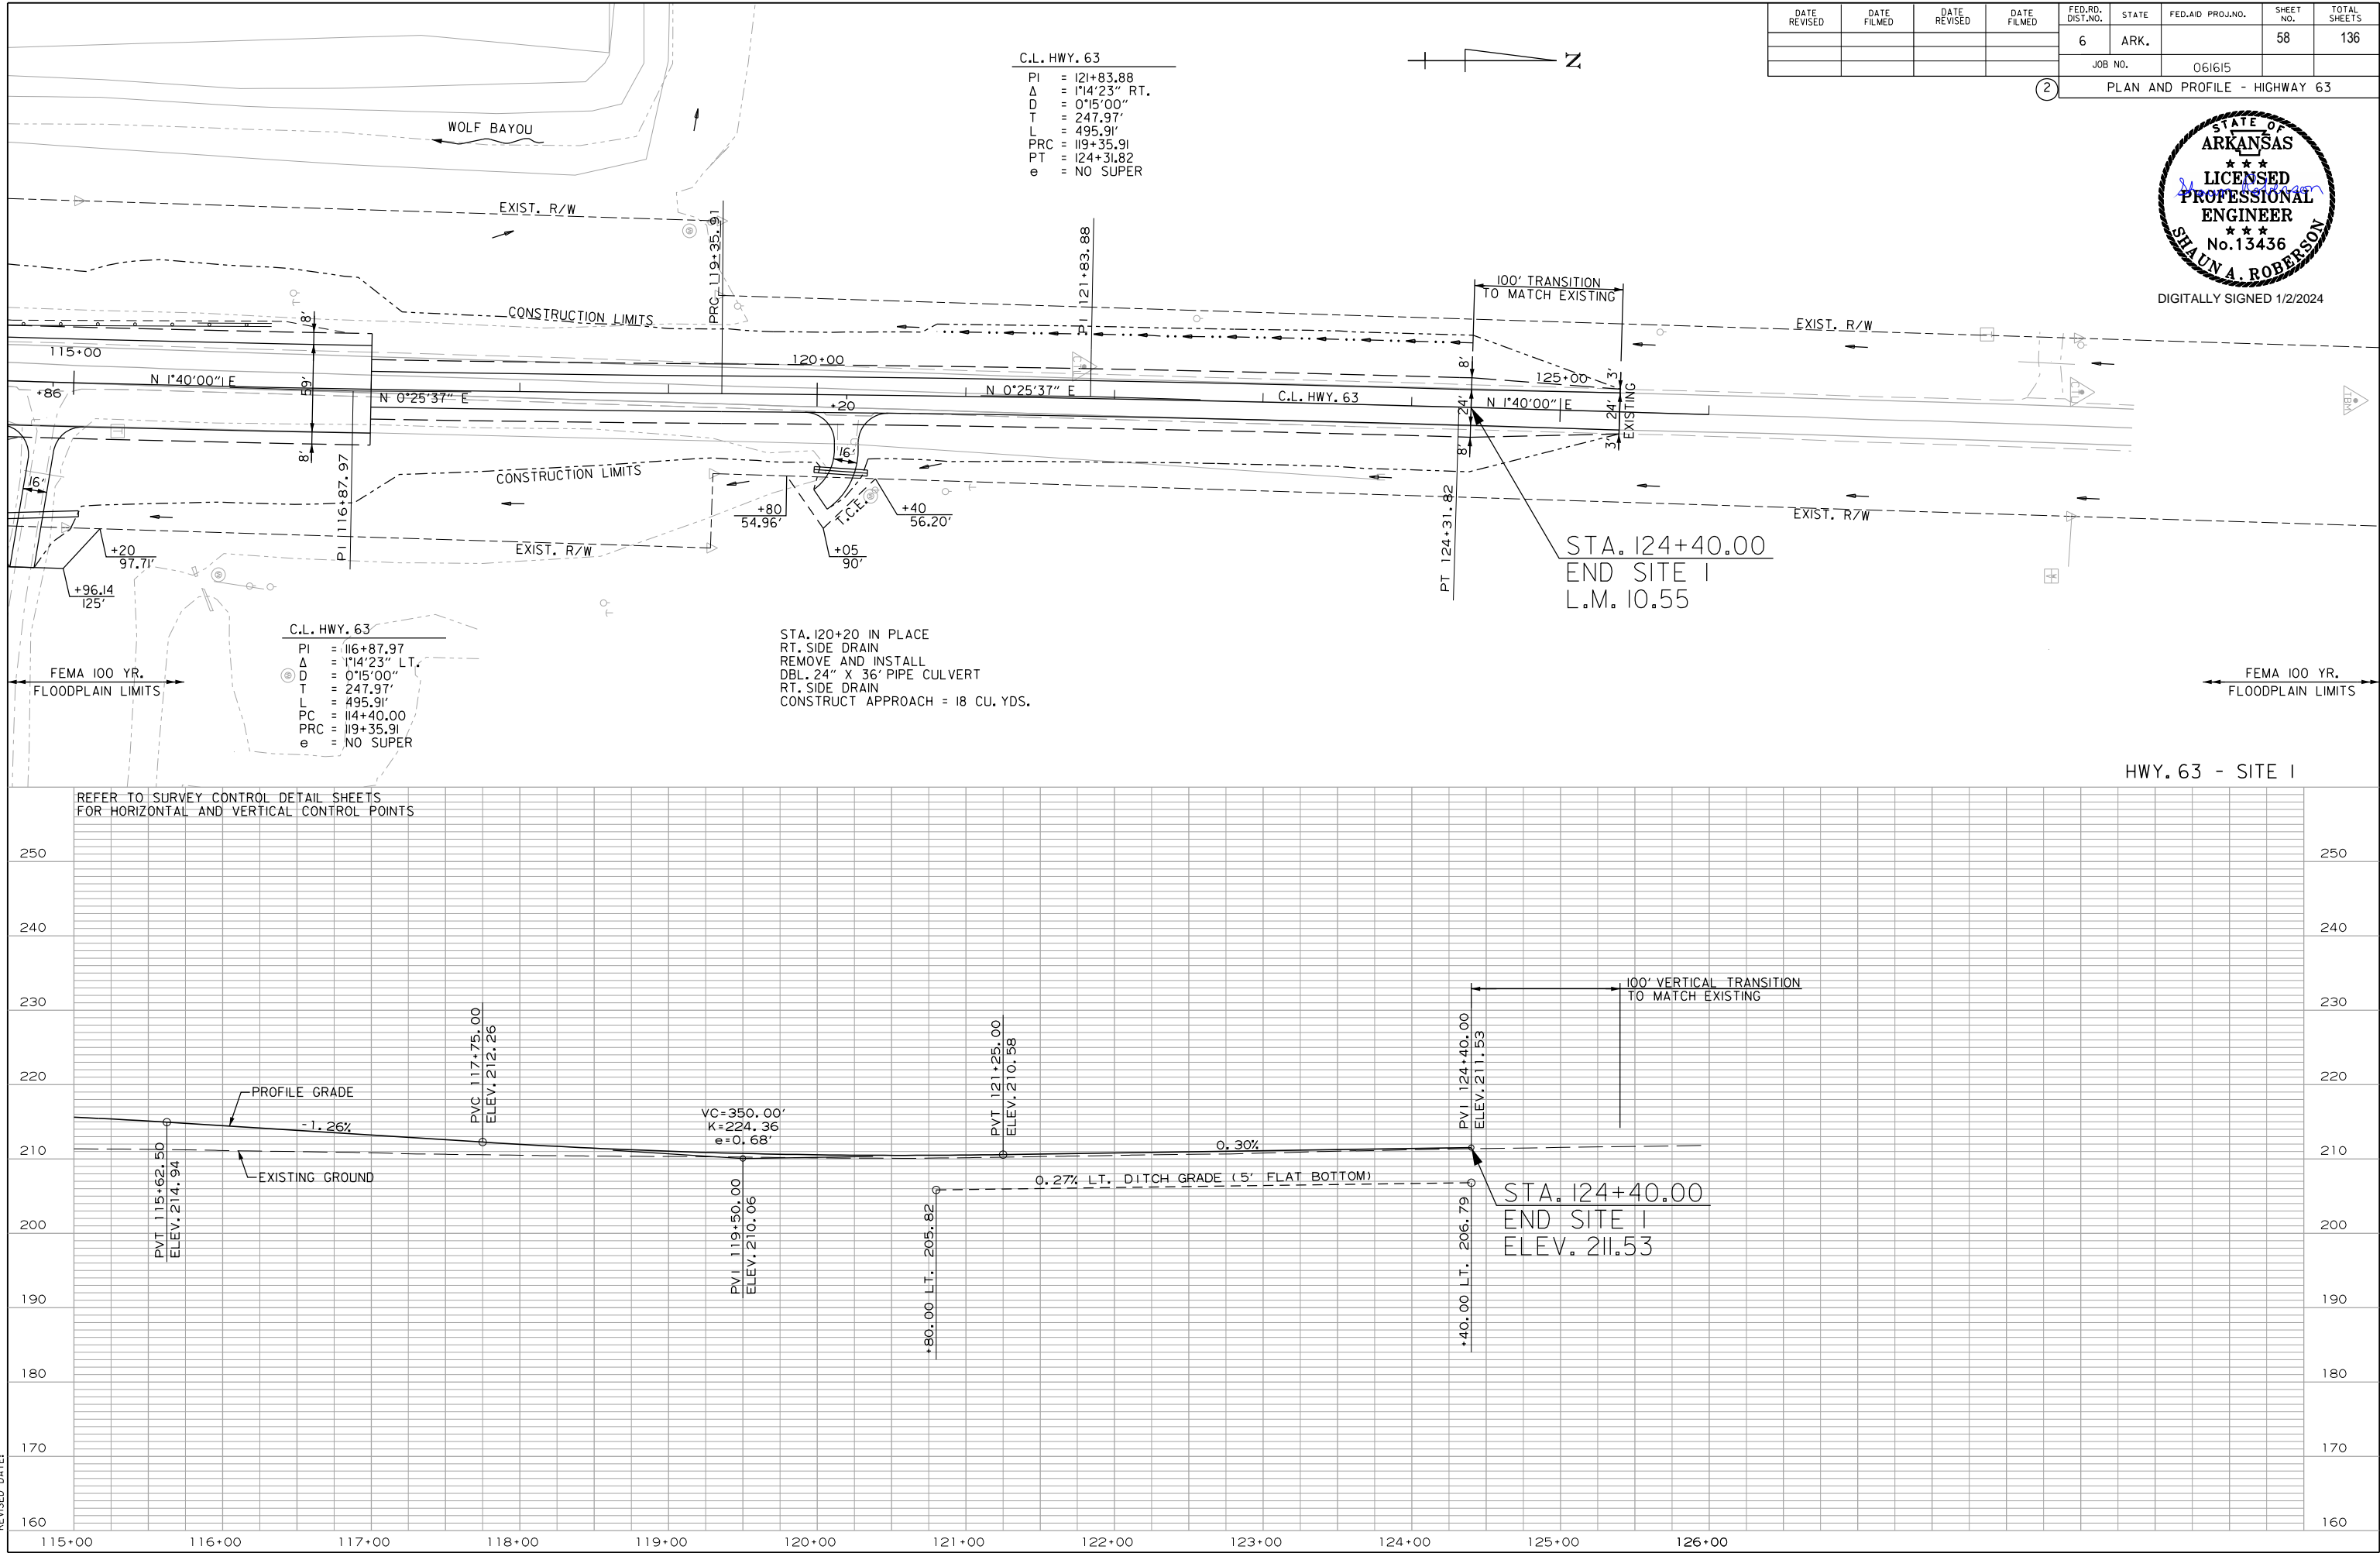 DATE REVISED
DATE FILMED
DATE REVISED
DATE FILMED
FED.RD. DIST.NO.
STATE
FED.AID PROJ.NO.
SHEET NO.
TOTAL SHEETS
6
ARK.
58
136
JOB NO.
061615
2
PLAN AND PROFILE - HIGHWAY 63
STATE OF
ARKANSAS
★ ★ ★
LICENSED
PROFESSIONAL
ENGINEER
★ ★ ★
No.13436
SHAUN A. ROBERSON
Shaun Roberson
DIGITALLY SIGNED 1/2/2024
C.L. HWY. 63
PI = 121+83.88
Δ = 1°14'23" RT.
D = 0°15'00"
T = 247.97'
L = 495.91'
PRC = 119+35.91
PT = 124+31.82
e = NO SUPER
N
WOLF BAYOU
EXIST. R/W
PRC 119+35.91
PI 121+83.88
100' TRANSITION
TO MATCH EXISTING
EXIST. R/W
CONSTRUCTION LIMITS
8'
115+00
120+00
8'
125+00
3'
+86
N 1°40'00" E
59'
N 0°25'37" E
+20
N 0°25'37" E
C.L. HWY. 63
24'
N 1°40'00" E
24'
EXISTING
8'
16'
8'
3'
16'
PI 116+87.97
CONSTRUCTION LIMITS
T.C.E.
+80
54.96'
+40
56.20'
PT 124+31.82
EXIST. R/W
TBM
+20
97.71'
EXIST. R/W
+05
90'
+96.14
125'
STA. 124+40.00
END SITE 1
L.M. 10.55
C.L. HWY. 63
PI = 116+87.97
Δ = 1°14'23" LT.
D = 0°15'00"
T = 247.97'
L = 495.91'
PC = 114+40.00
PRC = 119+35.91
e = NO SUPER
STA. 120+20 IN PLACE
RT. SIDE DRAIN
REMOVE AND INSTALL
DBL. 24" X 36' PIPE CULVERT
RT. SIDE DRAIN
CONSTRUCT APPROACH = 18 CU. YDS.
FEMA 100 YR.
FLOODPLAIN LIMITS
FEMA 100 YR.
FLOODPLAIN LIMITS
HWY. 63 - SITE 1
REFER TO SURVEY CONTROL DETAIL SHEETS
FOR HORIZONTAL AND VERTICAL CONTROL POINTS
250
250
240
240
230
230
220
220
210
210
200
200
190
190
180
180
170
170
160
160
100' VERTICAL TRANSITION
TO MATCH EXISTING
PVC 117+75.00
ELEV. 212.26
PVT 121+25.00
ELEV. 210.58
PVI 124+40.00
ELEV. 211.53
PROFILE GRADE
-1.26%
VC=350.00'
K=224.36
e=0.68'
0.30%
EXISTING GROUND
0.27% LT. DITCH GRADE (5' FLAT BOTTOM)
PVT 115+62.50
ELEV. 214.94
PVI 119+50.00
ELEV. 210.06
+80.00 LT. 205.82
+40.00 LT. 206.79
STA. 124+40.00
END SITE 1
ELEV. 211.53
REVISED DATE:
115+00
116+00
117+00
118+00
119+00
120+00
121+00
122+00
123+00
124+00
125+00
126+00